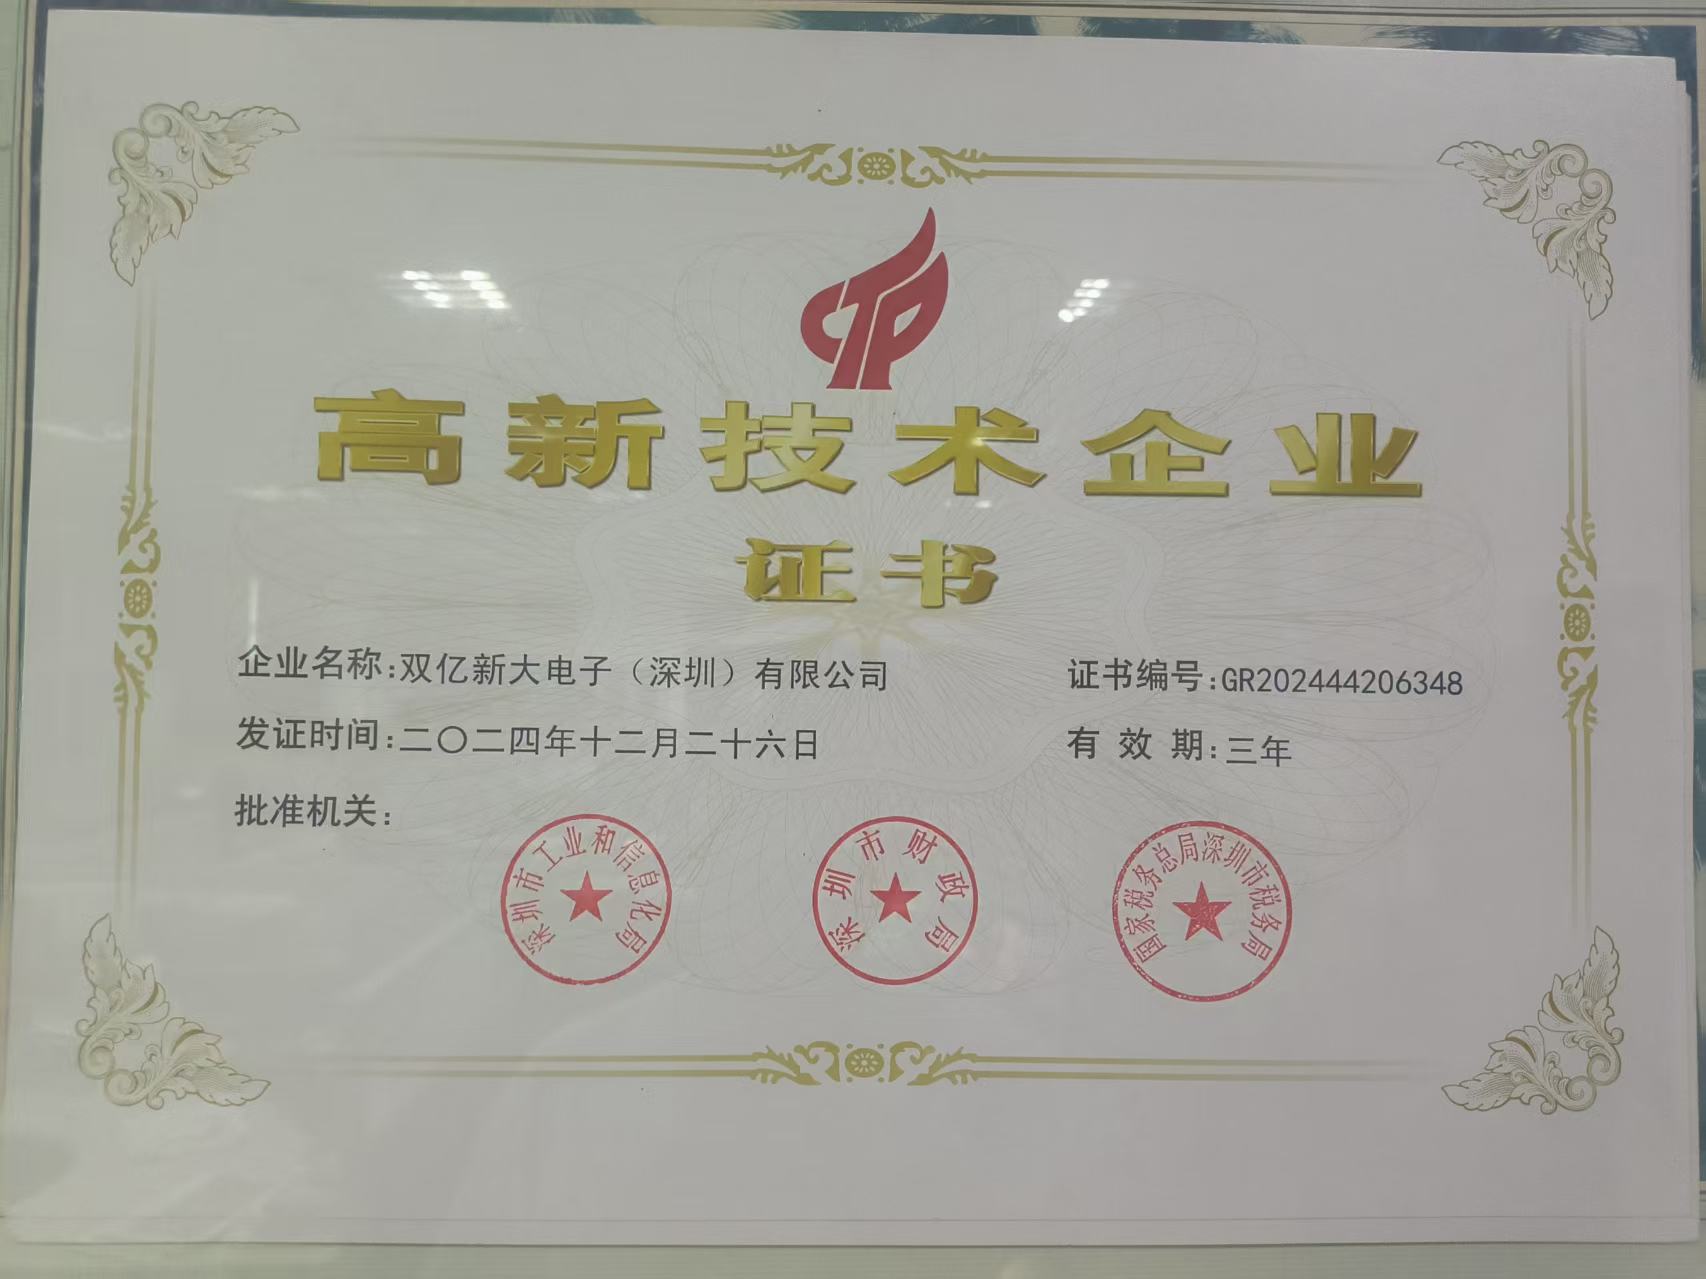 高新技术企业
证书
企业名称:双亿新大电子（深圳）有限公司
证书编号:GR202444206348
发证时间:二〇二四年十二月二十六日
有效期:三年
批准机关:
深圳市工业和信息化局
深圳市财政局
国家税务总局深圳市税务局